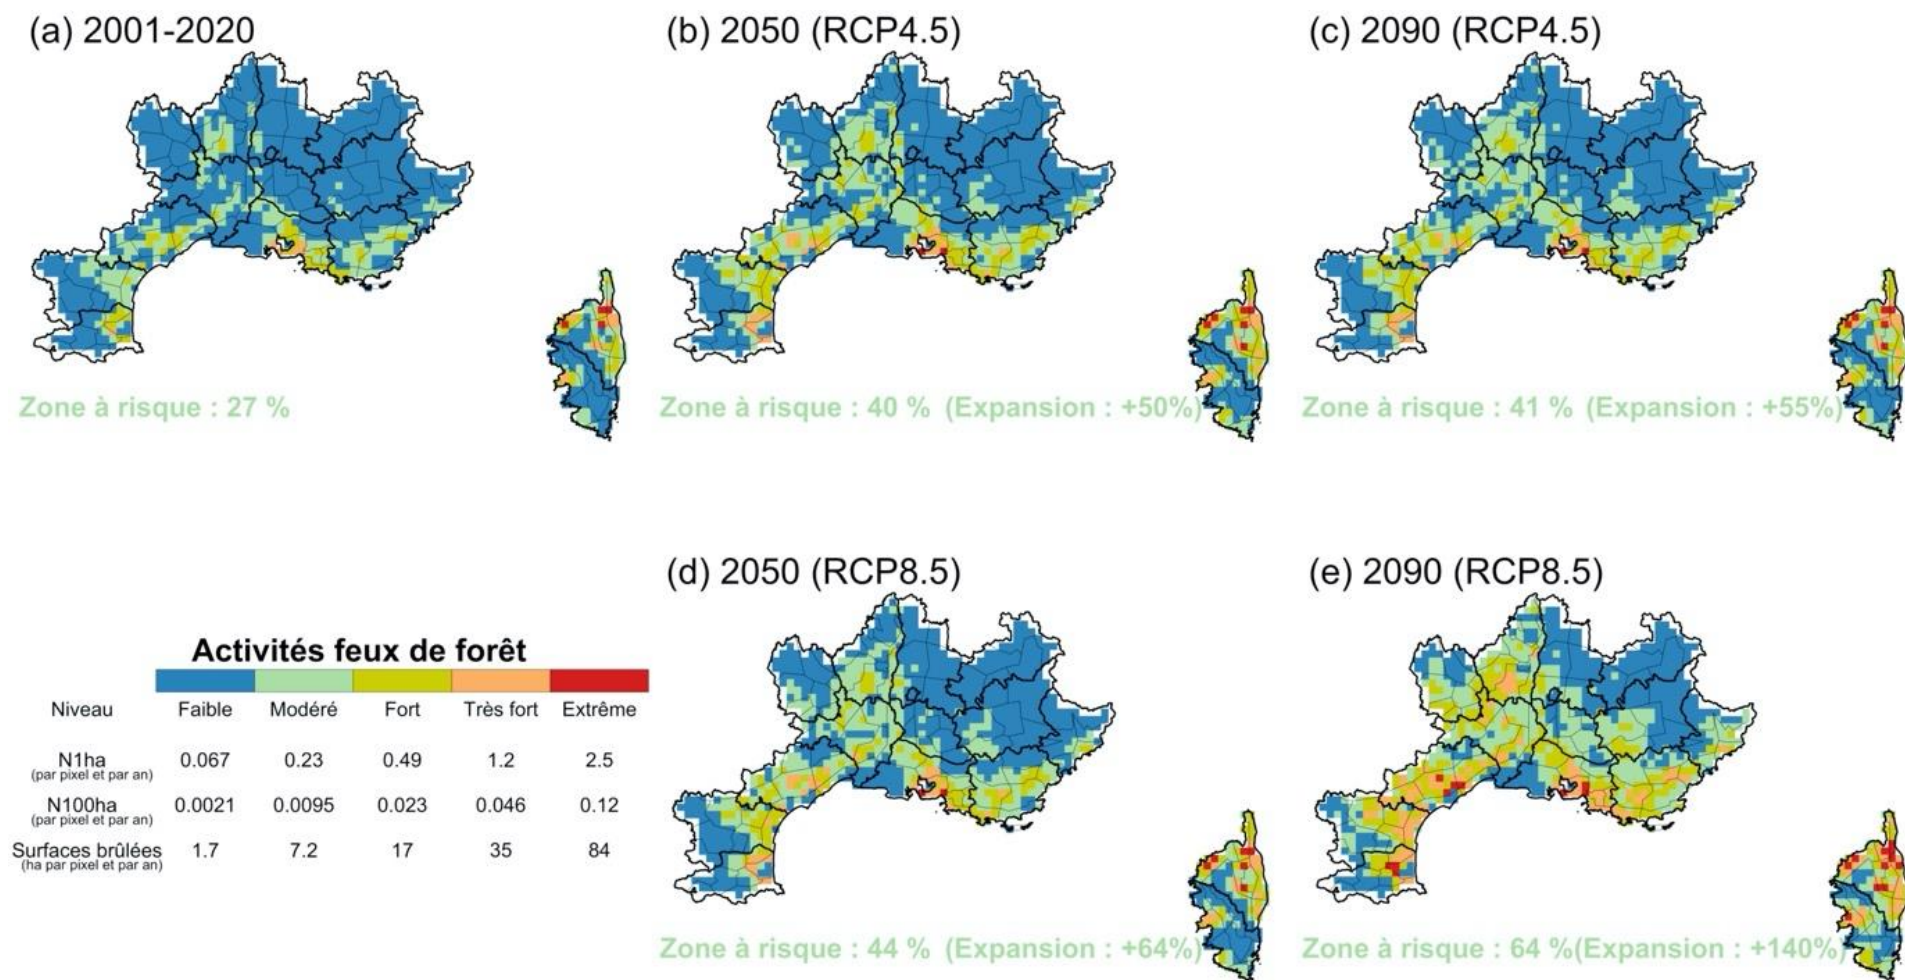 (a) 2001-2020
(b) 2050 (RCP4.5)
(c) 2090 (RCP4.5)
Zone à risque : 27 %
Zone à risque : 40 % (Expansion : +50%)
Zone à risque : 41 % (Expansion : +55%)
(d) 2050 (RCP8.5)
(e) 2090 (RCP8.5)
Activités feux de forêt
Niveau Faible Modéré Fort Très fort Extrême
N1ha 0.067 0.23 0.49 1.2 2.5
(par pixel et par an)
N100ha 0.0021 0.0095 0.023 0.046 0.12
(par pixel et par an)
Surfaces brûlées 1.7 7.2 17 35 84
(ha par pixel et par an)
Zone à risque : 44 % (Expansion : +64%)
Zone à risque : 64 %(Expansion : +140%)